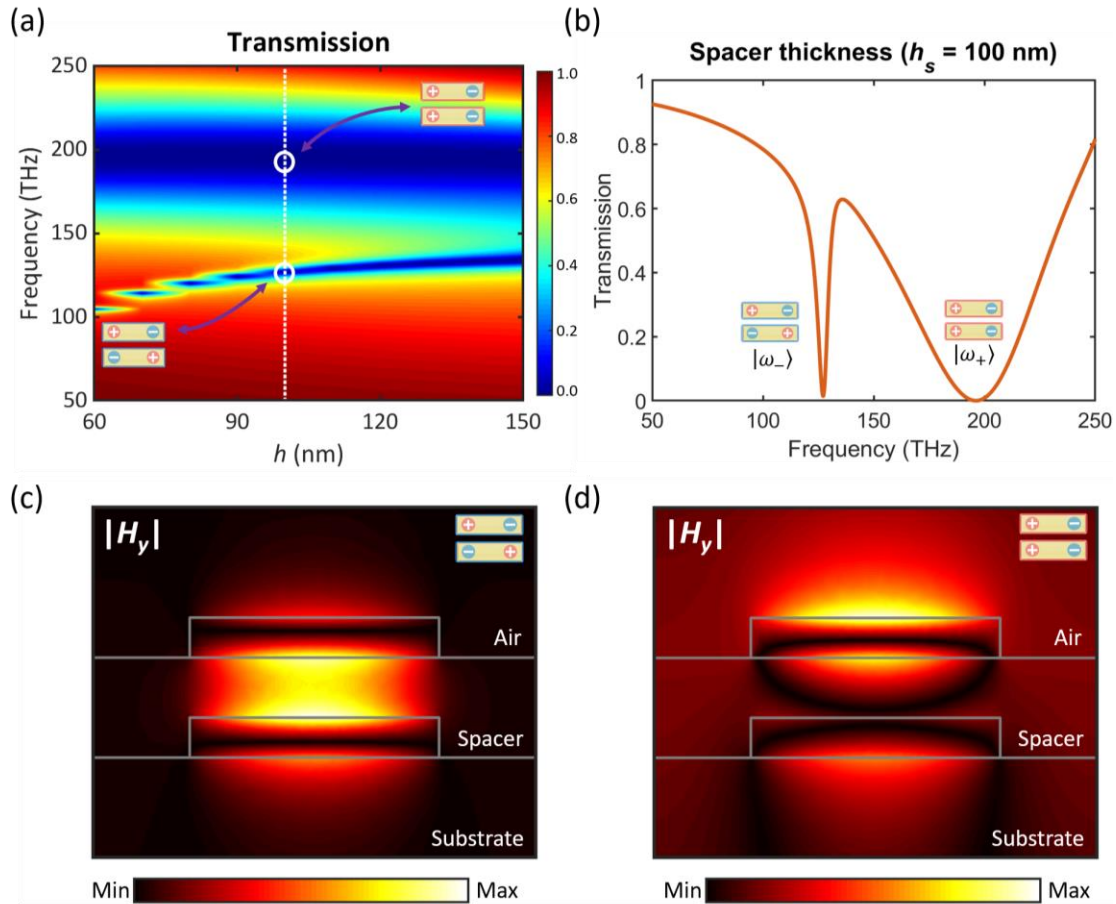 (a)
Transmission
Frequency (THz)
250
200
150
100
50
60
90
120
150
h (nm)
1.0
0.8
0.6
0.4
0.2
0.0
+ −
+ −
+ −
− +
(b)
Spacer thickness (hₛ = 100 nm)
Transmission
1
0.8
0.6
0.4
0.2
0
50
100
150
200
250
Frequency (THz)
+ −
− +
|ω₋⟩
+ −
+ −
|ω₊⟩
(c)
|H_y|
+ −
− +
Air
Spacer
Substrate
Min
Max
(d)
|H_y|
+ −
+ −
Air
Spacer
Substrate
Min
Max